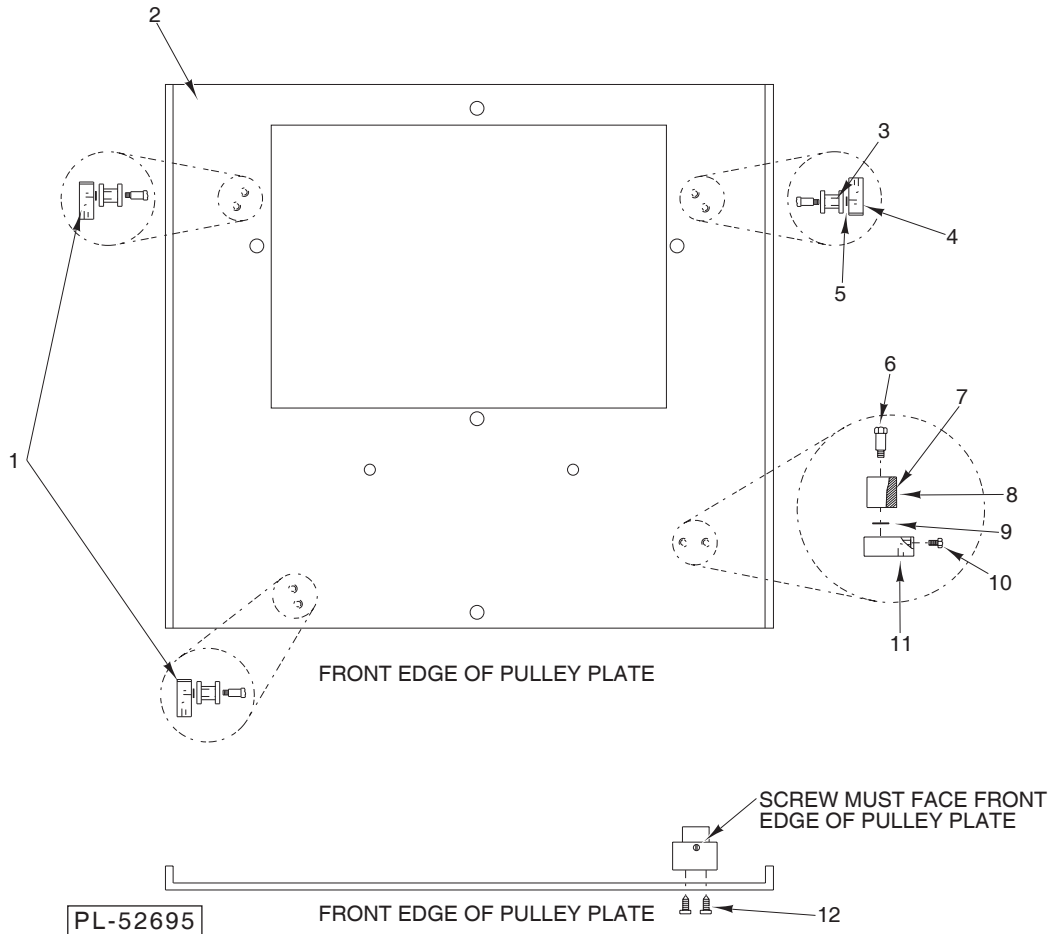 2
3
4
5
6
7
1
8
9
10
11
FRONT EDGE OF PULLEY PLATE
SCREW MUST FACE FRONT
EDGE OF PULLEY PLATE
PL-52695
FRONT EDGE OF PULLEY PLATE
12